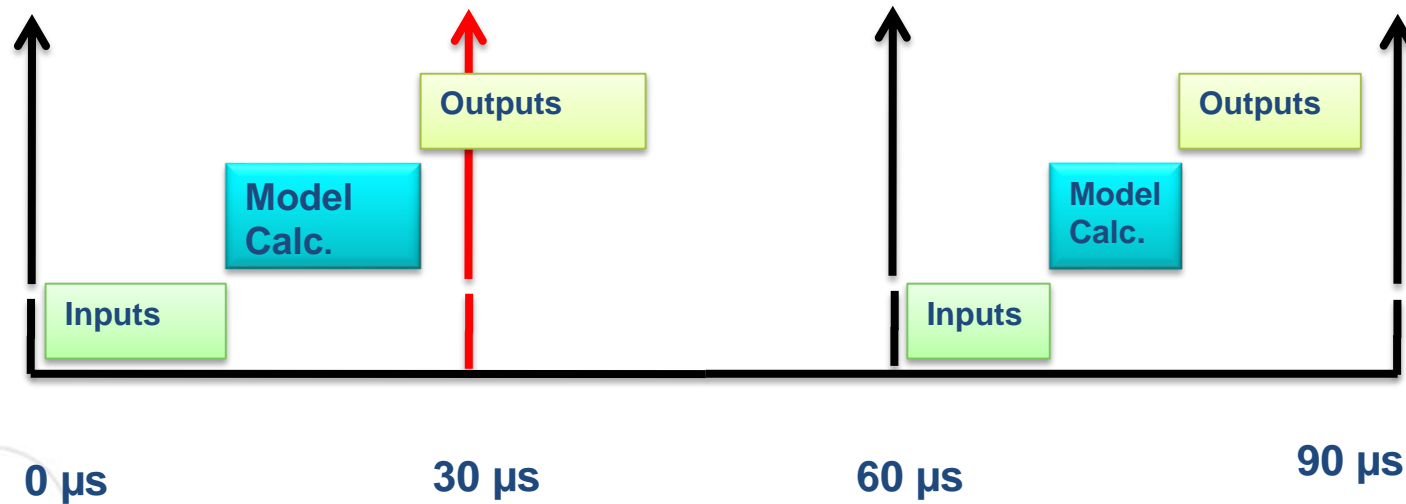 Outputs
Outputs
Model
Calc.
Model
Calc.
Inputs
Inputs
0 µs
30 µs
60 µs
90 µs